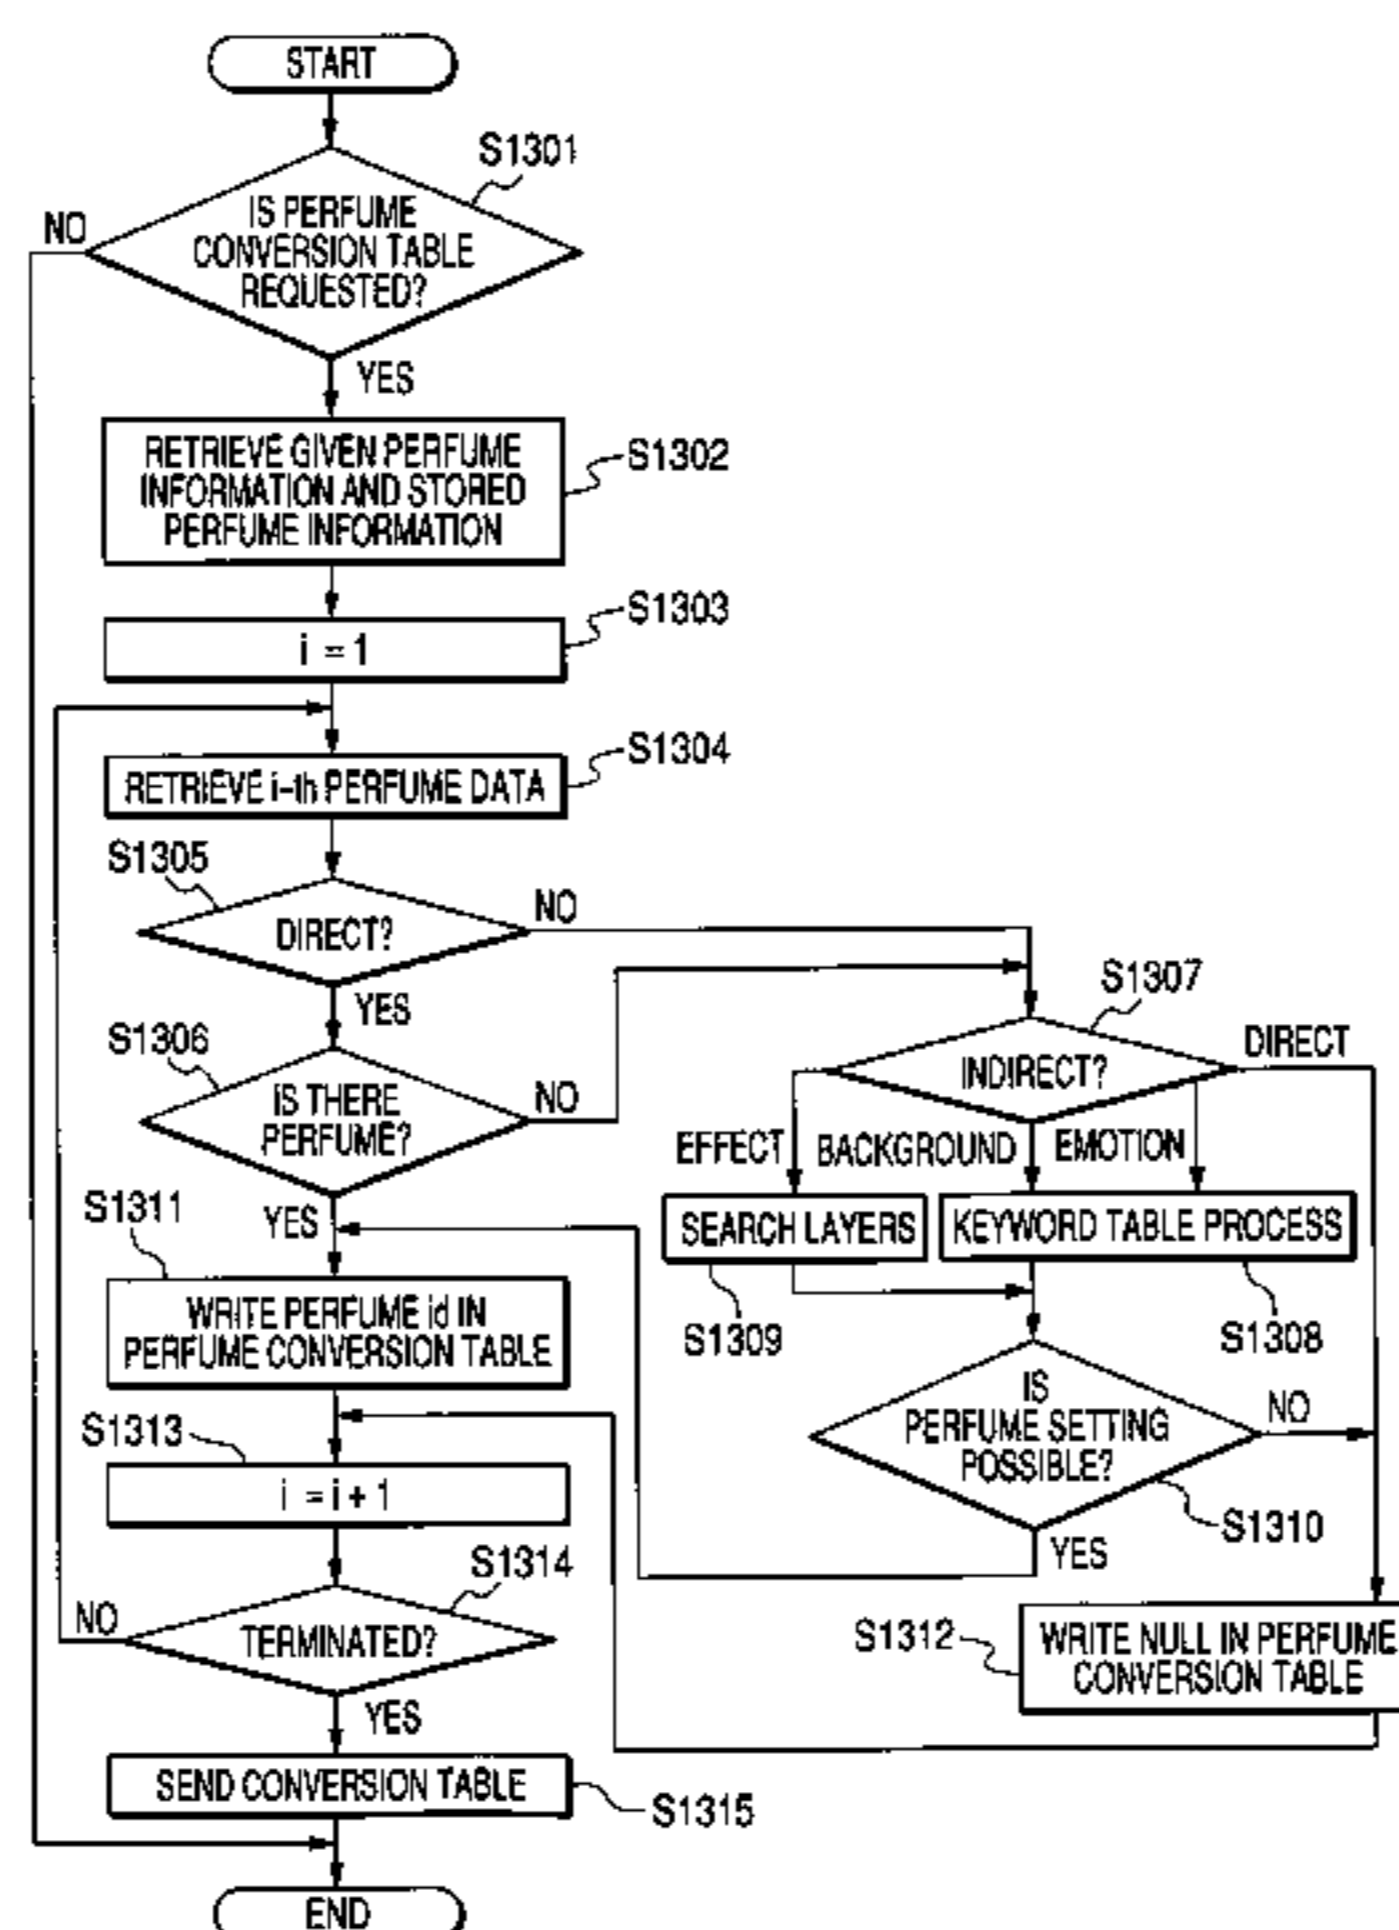 START
S1301
NO
IS PERFUME
CONVERSION TABLE
REQUESTED?
YES
RETRIEVE GIVEN PERFUME
INFORMATION AND STORED
PERFUME INFORMATION
S1302
S1303
i = 1
S1304
RETRIEVE i-th PERFUME DATA
S1305
DIRECT?
NO
YES
S1306
IS THERE
PERFUME?
NO
YES
S1307
INDIRECT?
DIRECT
EFFECT
BACKGROUND
EMOTION
SEARCH LAYERS
KEYWORD TABLE PROCESS
S1309
S1308
S1311
WRITE PERFUME id IN
PERFUME CONVERSION TABLE
IS
PERFUME SETTING
POSSIBLE?
NO
S1310
YES
S1313
i = i + 1
S1314
NO
TERMINATED?
YES
S1312
WRITE NULL IN PERFUME
CONVERSION TABLE
SEND CONVERSION TABLE
S1315
END